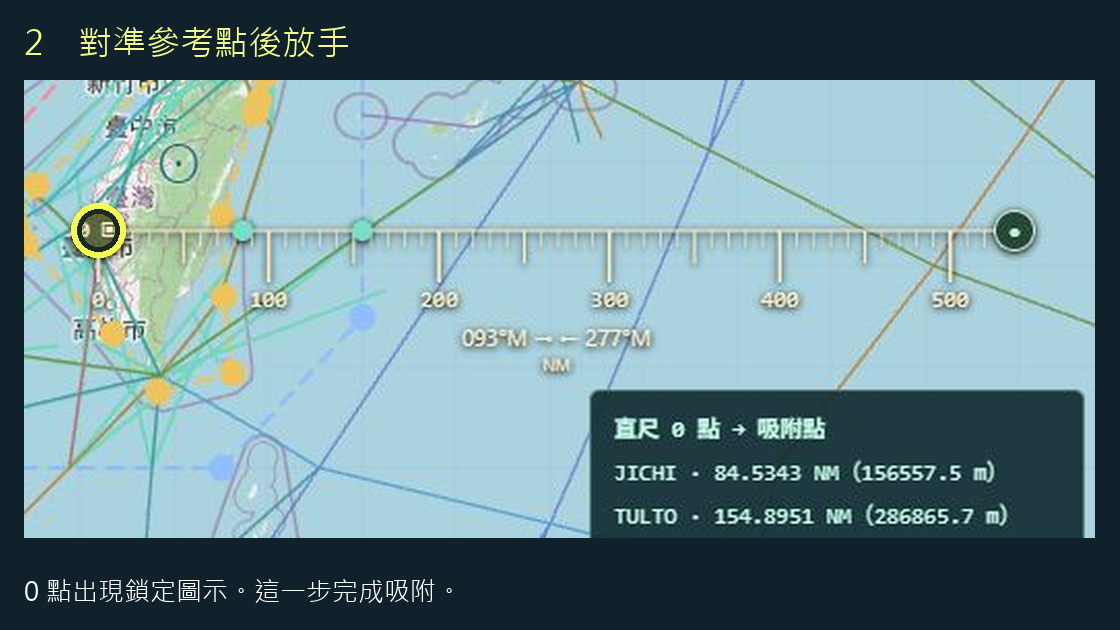 2 對準參考點後放手
新竹市
臺中市
臺灣
0
高雄市
0 100 200 300 400 500
093°M → ← 277°M
NM
直尺 0 點 → 吸附點
JICHI · 84.5343 NM (156557.5 m)
TULTO · 154.8951 NM (286865.7 m)
0 點出現鎖定圖示。這一步完成吸附。